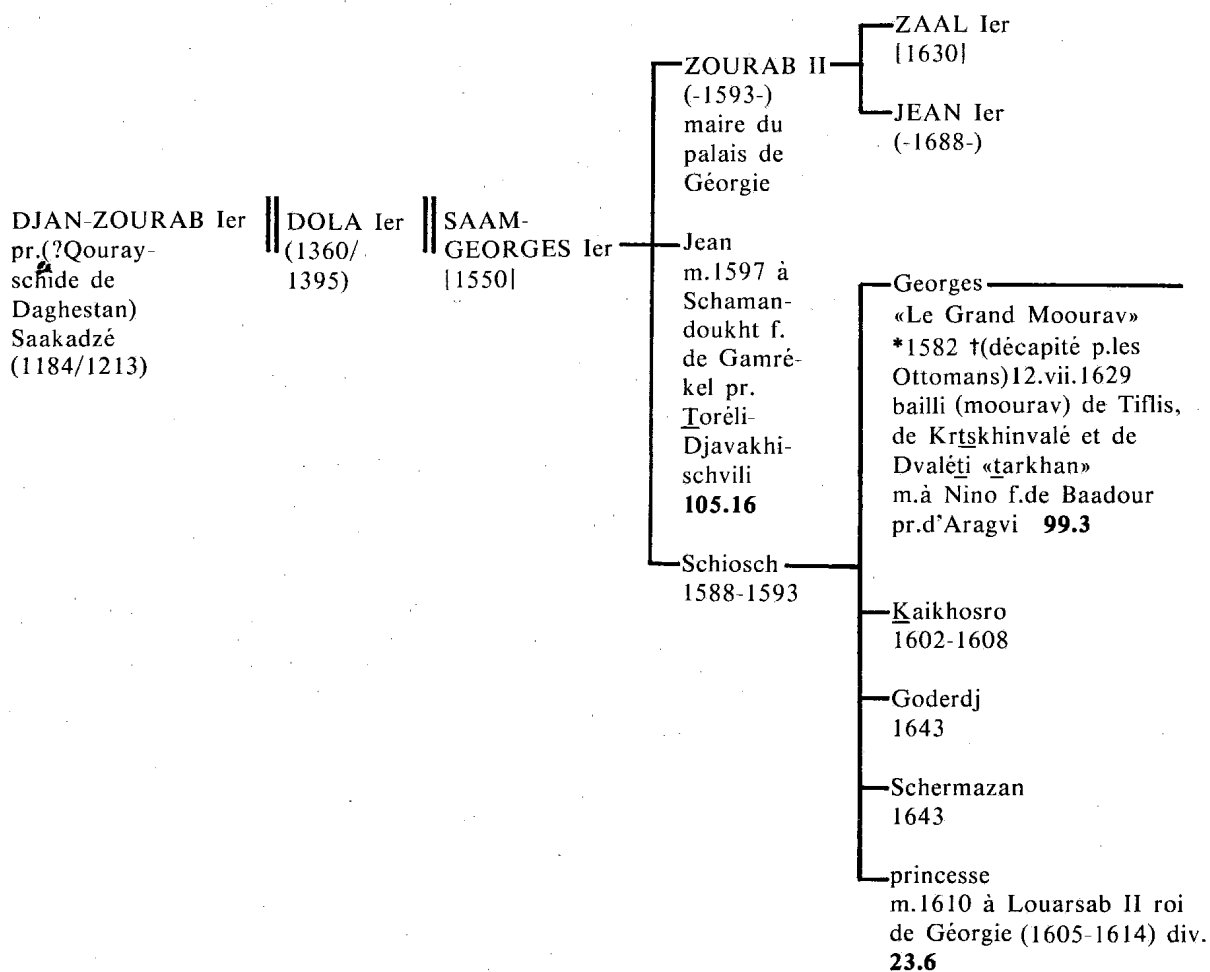 DJAN-ZOURAB Ier
pr.(?Qouray-
schide de
Daghestan)
Saakadzé
(1184/1213)
DOLA Ier
(1360/
1395)
SAAM-
GEORGES Ier
|1550|
ZOURAB II
(-1593-)
maire du
palais de
Géorgie
ZAAL Ier
|1630|
JEAN Ier
(-1688-)
Jean
m.1597 à
Schaman-
doukht f.
de Gamré-
kel pr.
Toréli-
Djavakhi-
schvili
105.16
Schiosch
1588-1593
Georges
«Le Grand Moourav»
*1582 †(décapité p.les
Ottomans)12.vii.1629
bailli (moourav) de Tiflis,
de Krtskhinvalé et de
Dvaléti «tarkhan»
m.à Nino f.de Baadour
pr.d'Aragvi 99.3
Kaikhosro
1602-1608
Goderdj
1643
Schermazan
1643
princesse
m.1610 à Louarsab II roi
de Géorgie (1605-1614) div.
23.6